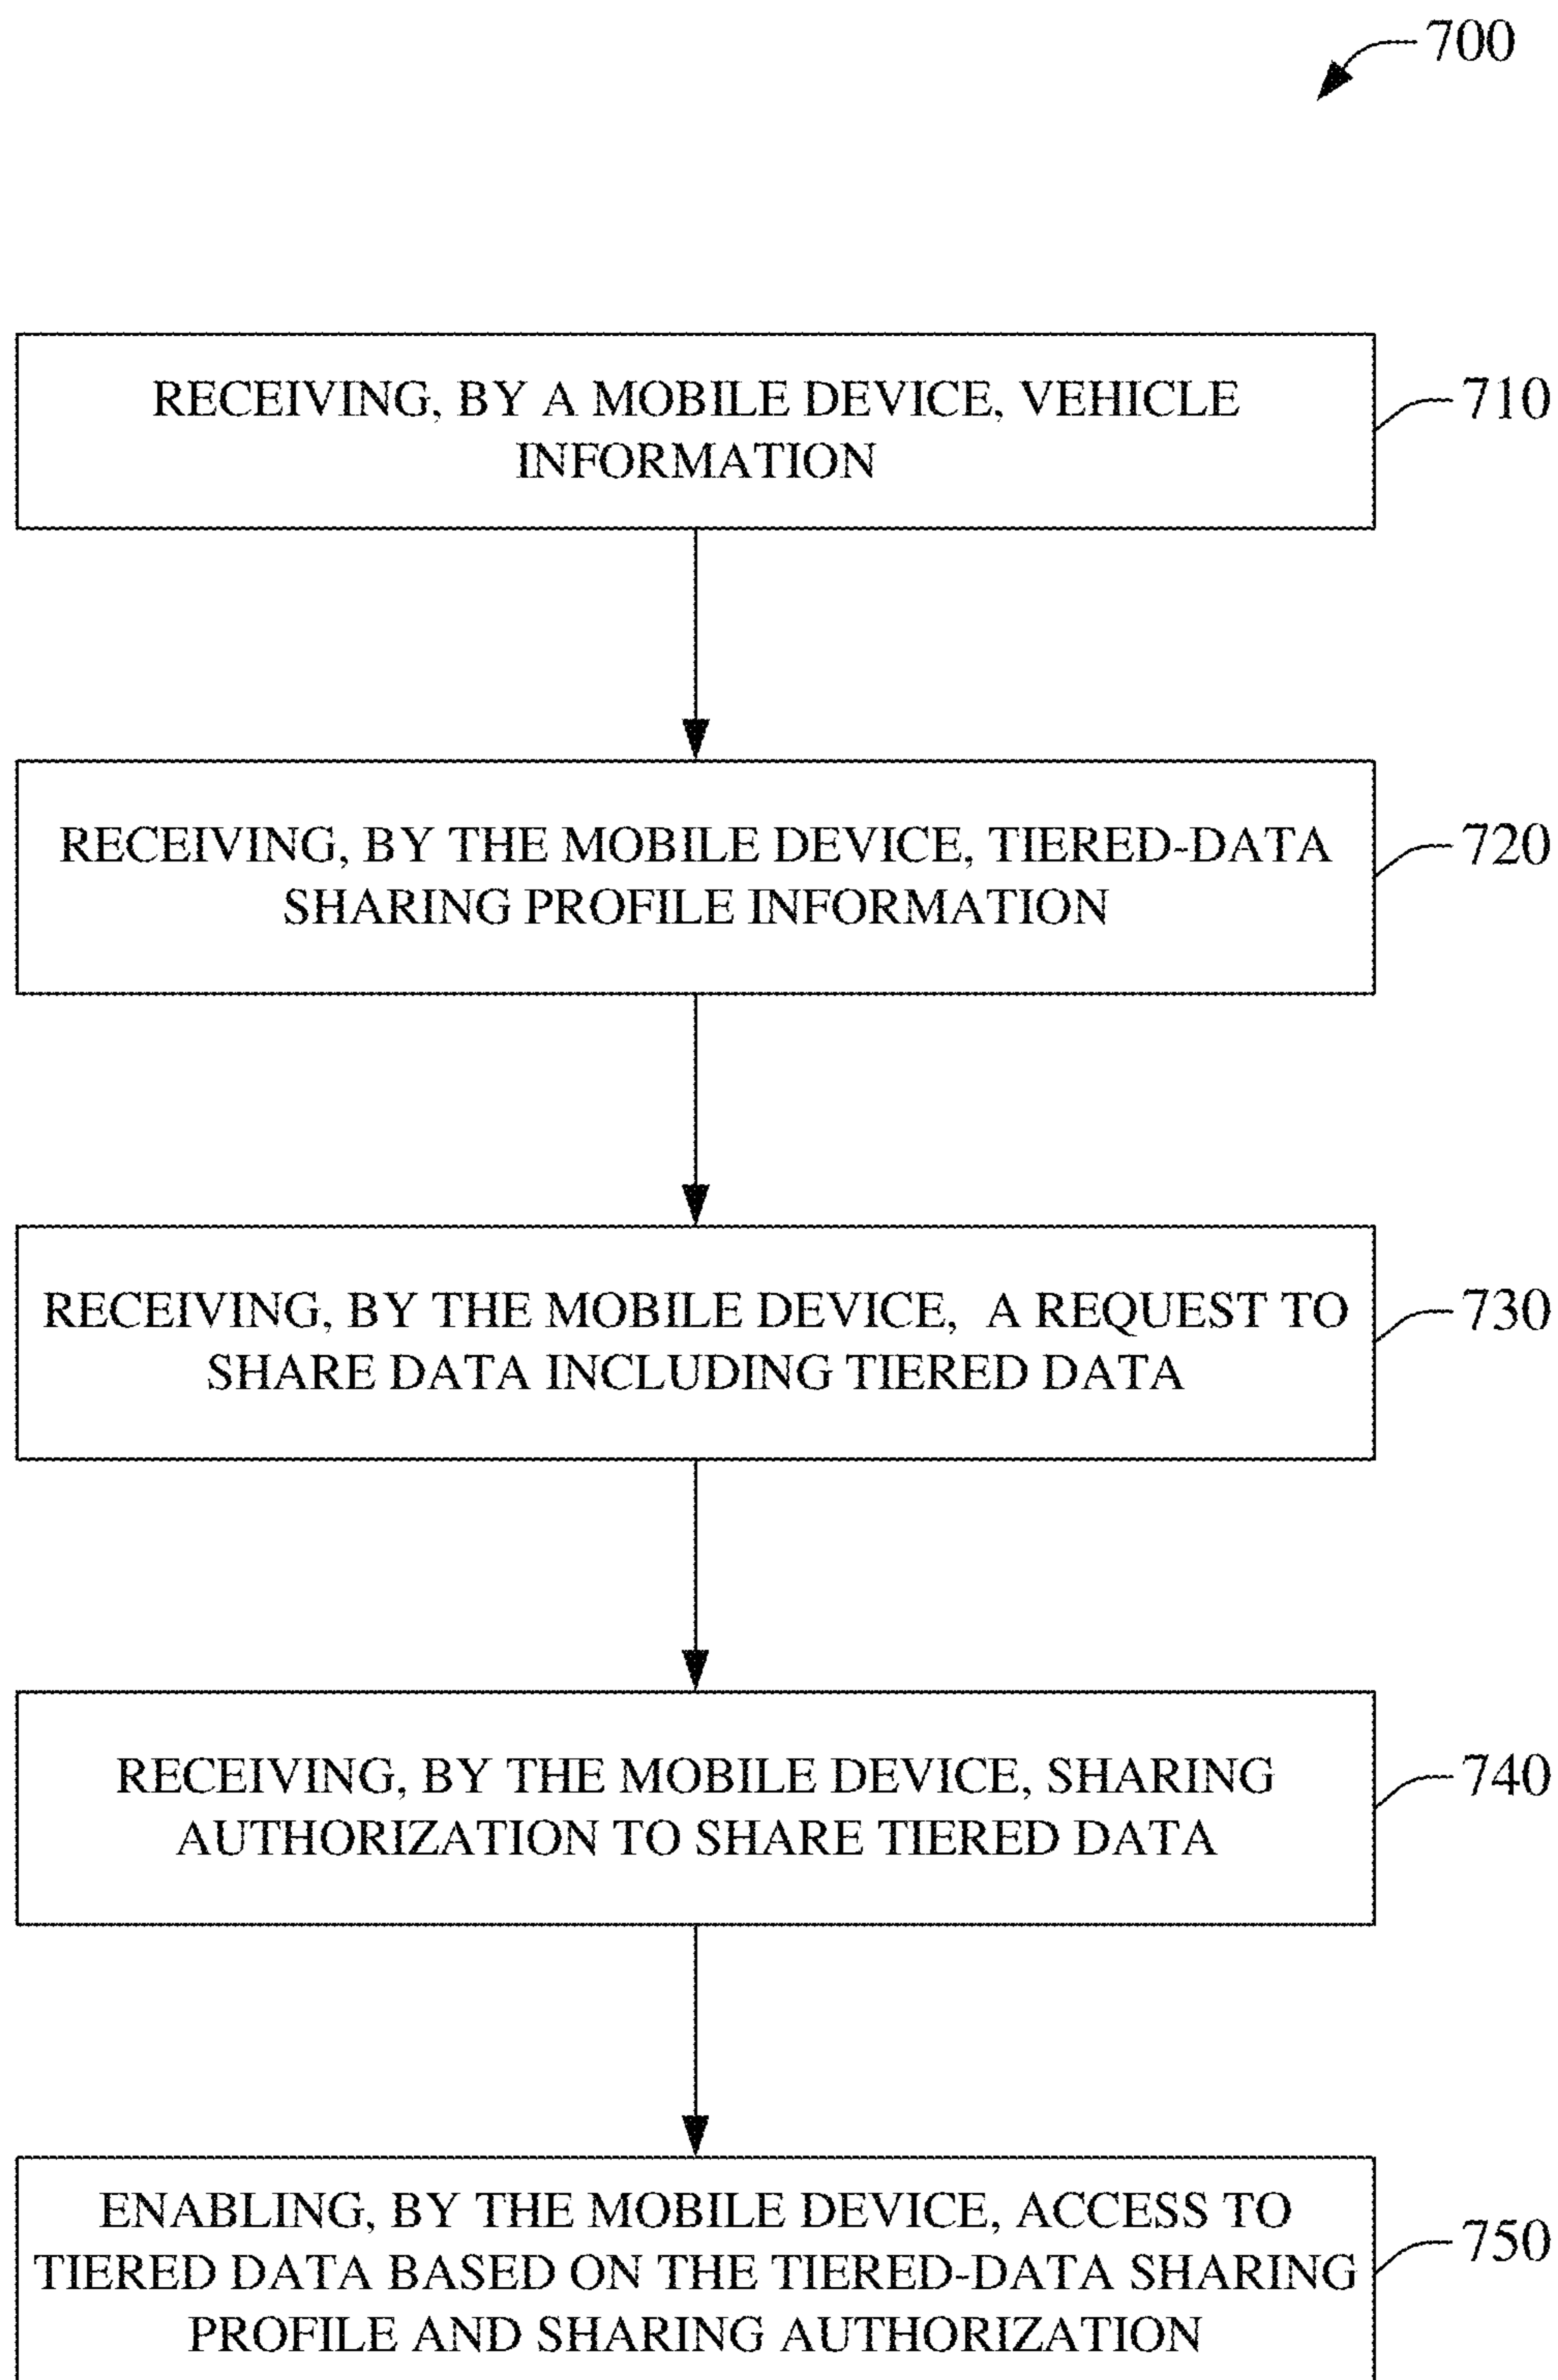 700
RECEIVING, BY A MOBILE DEVICE, VEHICLE
INFORMATION
710
RECEIVING, BY THE MOBILE DEVICE, TIERED-DATA
SHARING PROFILE INFORMATION
720
RECEIVING, BY THE MOBILE DEVICE, A REQUEST TO
SHARE DATA INCLUDING TIERED DATA
730
RECEIVING, BY THE MOBILE DEVICE, SHARING
AUTHORIZATION TO SHARE TIERED DATA
740
ENABLING, BY THE MOBILE DEVICE, ACCESS TO
TIERED DATA BASED ON THE TIERED-DATA SHARING
PROFILE AND SHARING AUTHORIZATION
750